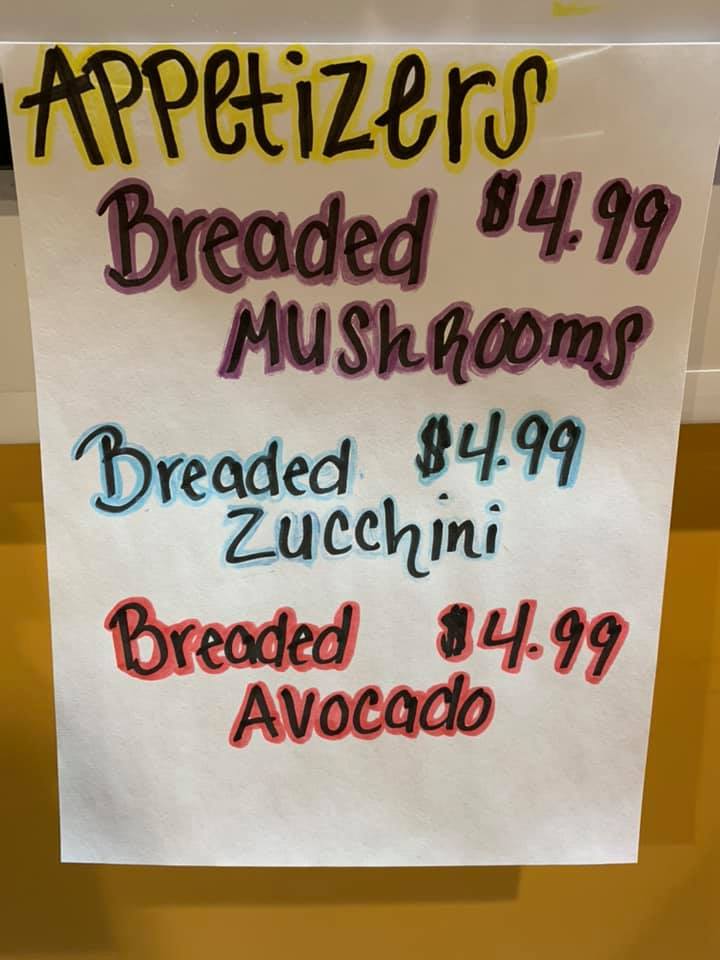 Appetizers
Breaded $4.99
Mushrooms
Breaded $4.99
Zucchini
Breaded $4.99
Avocado